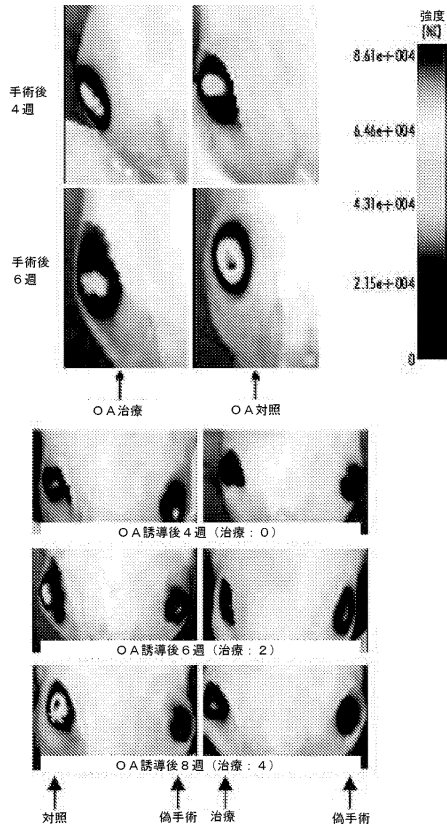 強度
[NC]
8.61e+004
手術後
4週
6.46e+004
4.31e+004
手術後
6週
2.15e+004
0
OA治療
OA対照
OA誘導後4週(治療:0)
OA誘導後6週(治療:2)
OA誘導後8週(治療:4)
対照
偽手術
治療
偽手術